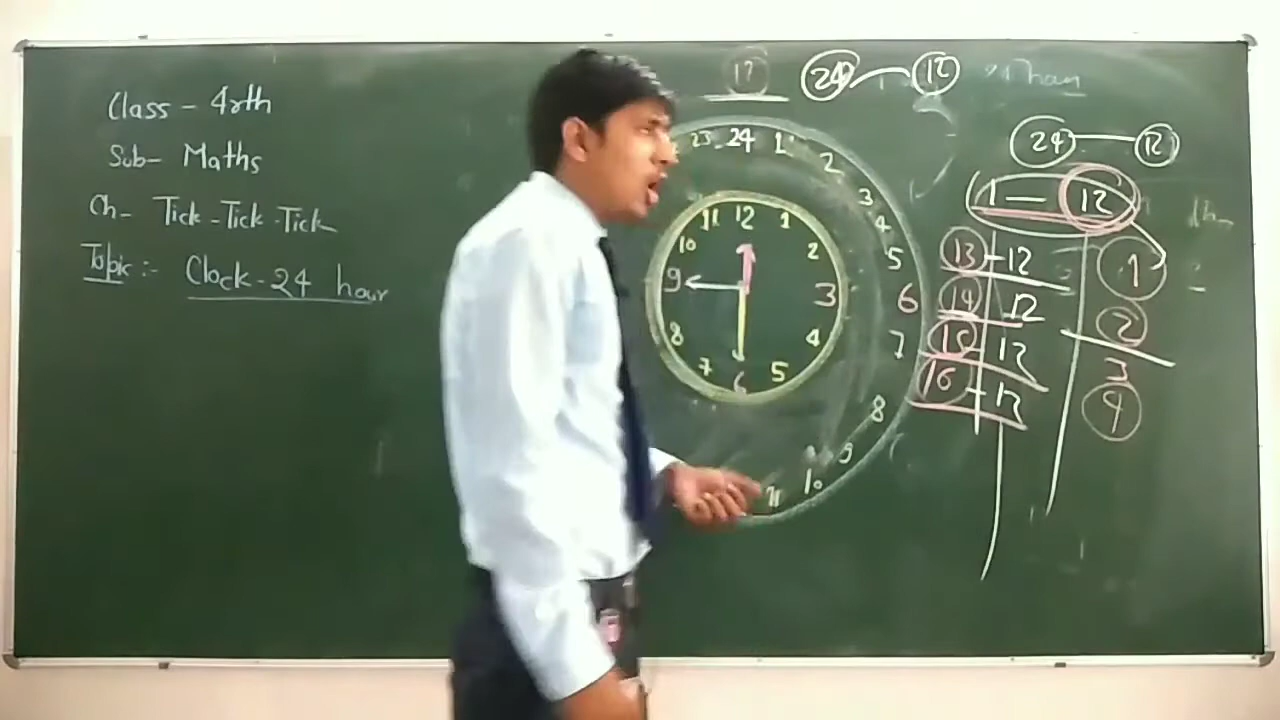 Class - 4rth
Sub- Maths
Ch- Tick-Tick-Tick
Topic :- Clock-24 hour
12
24 12
23 24 1 2 3 4 5 6 7 8 9 10 11
12 1 2 3 4 5 6 7 8 9 10 11
24 — 12
1 — 12
13 - 12 1
14 - 12 2
15 - 12 3
16 - 12 4